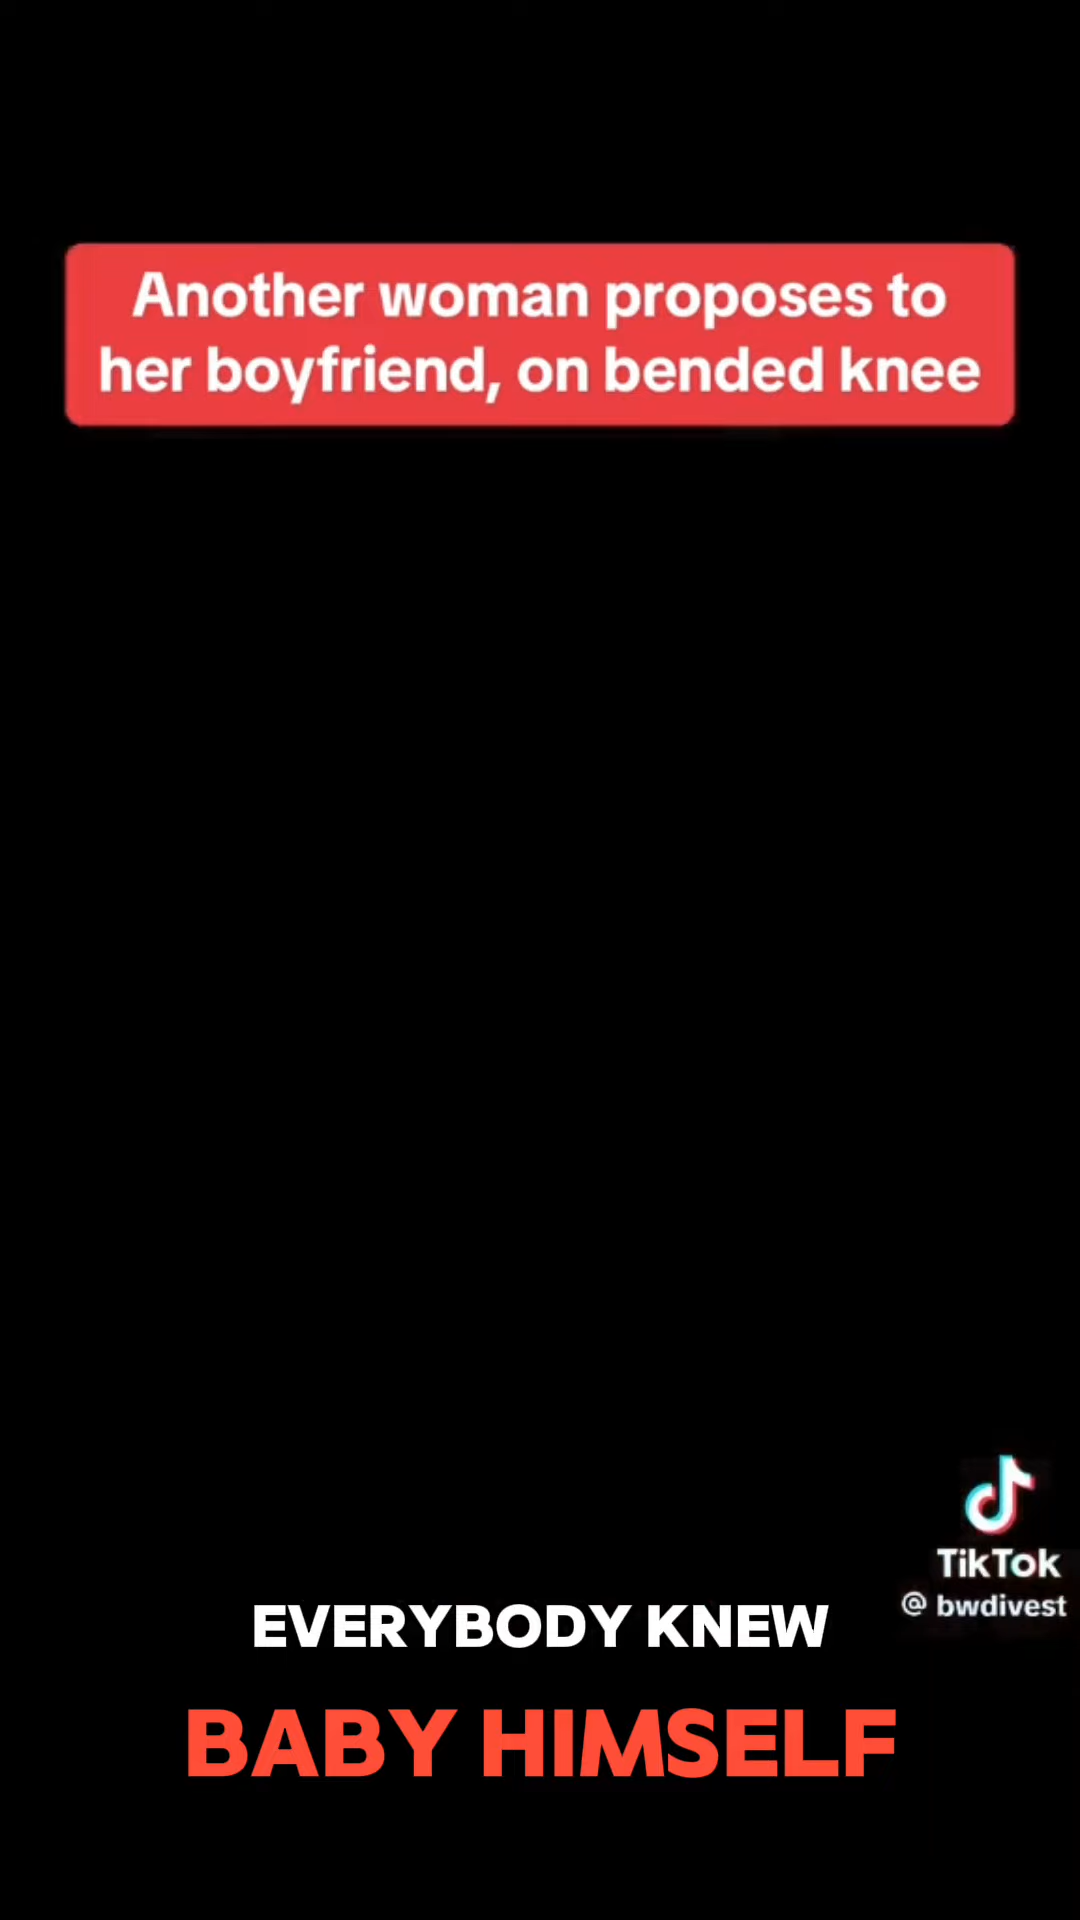 Another woman proposes to
her boyfriend, on bended knee
TikTok
@ bwdivest
EVERYBODY KNEW
BABY HIMSELF